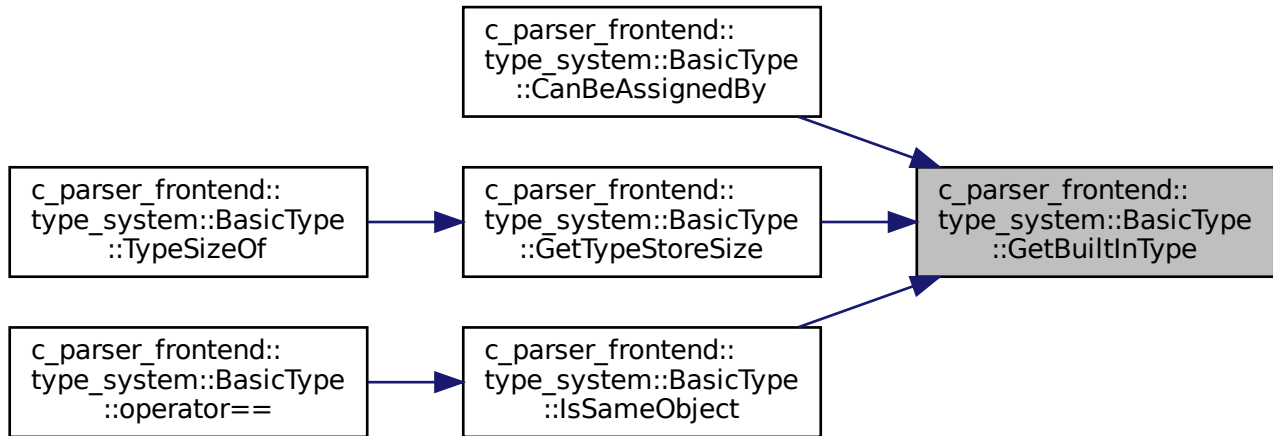 c_parser_frontend::
type_system::BasicType
::CanBeAssignedBy
c_parser_frontend::
type_system::BasicType
::TypeSizeOf
c_parser_frontend::
type_system::BasicType
::GetTypeStoreSize
c_parser_frontend::
type_system::BasicType
::GetBuiltInType
c_parser_frontend::
type_system::BasicType
::operator==
c_parser_frontend::
type_system::BasicType
::IsSameObject